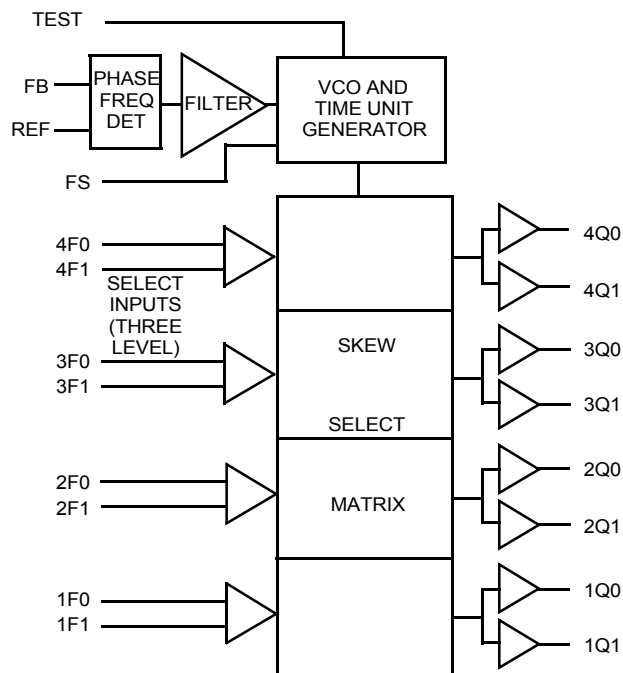 TEST
FB
REF
PHASE
FREQ
DET
FILTER
VCO AND
TIME UNIT
GENERATOR
FS
4F0
4F1
SELECT
INPUTS
(THREE
LEVEL)
3F0
3F1
2F0
2F1
1F0
1F1
SKEW
SELECT
MATRIX
4Q0
4Q1
3Q0
3Q1
2Q0
2Q1
1Q0
1Q1